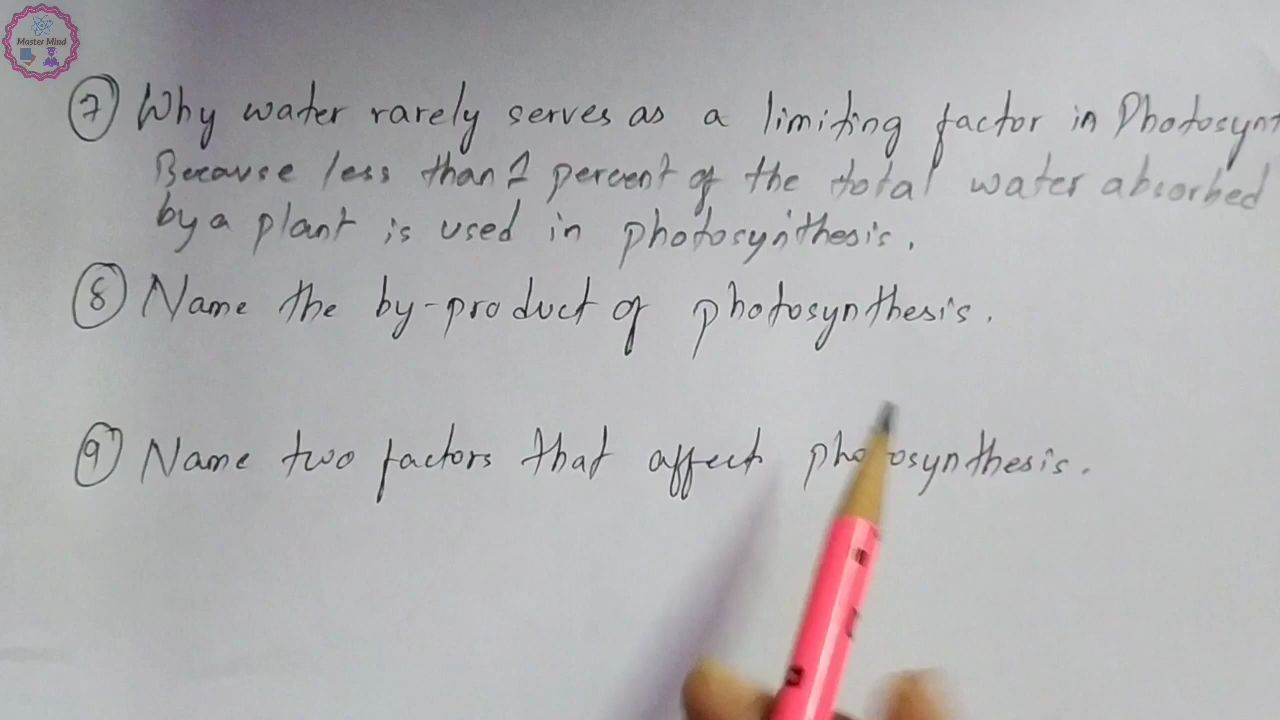 Master Mind
7 Why water rarely serves as a limiting factor in Photosynt
Because less than 1 percent of the total water absorbed
by a plant is used in photosynthesis.
8 Name the by-product of photosynthesis.
9 Name two factors that affect photosynthesis.